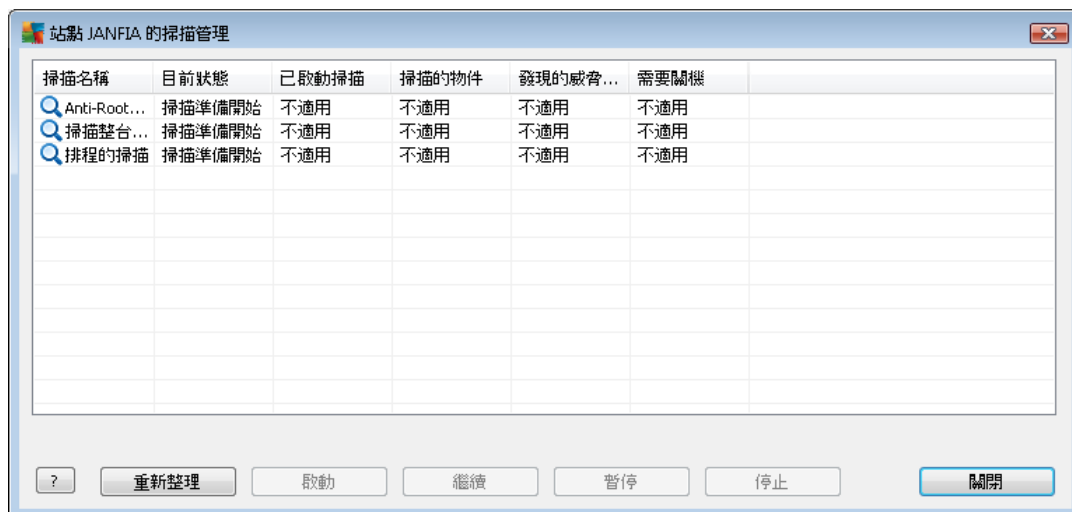 站點 JANFIA 的掃描管理
掃描名稱 目前狀態 已啟動掃描 掃描的物件 發現的威脅... 需要關機
Anti-Root... 掃描準備開始 不適用 不適用 不適用 不適用
掃描整台... 掃描準備開始 不適用 不適用 不適用 不適用
排程的掃描 掃描準備開始 不適用 不適用 不適用 不適用
? 重新整理 啟動 繼續 暫停 停止 關閉